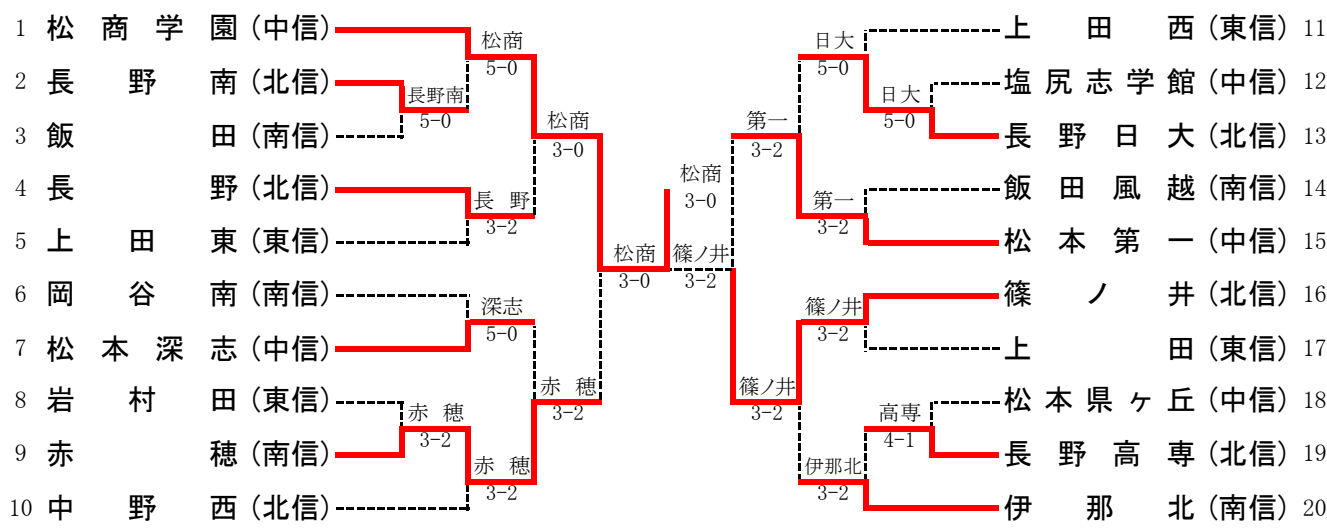 1 松商学園(中信)
2 長野南(北信)
3 飯田(南信)
4 長野(北信)
5 上田東(東信)
6 岡谷南(南信)
7 松本深志(中信)
8 岩村田(東信)
9 赤穂(南信)
10 中野西(北信)
松商
5-0
長野南
5-0
松商
3-0
長野
3-2
深志
5-0
赤穂
3-2
赤穂
3-2
赤穂
3-2
松商
3-0
松商
3-0
篠ノ井
3-2
第一
3-2
日大
5-0
日大
5-0
第一
3-2
篠ノ井
3-2
篠ノ井
3-2
高専
4-1
伊那北
3-2
上田西(東信) 11
塩尻志学館(中信) 12
長野日大(北信) 13
飯田風越(南信) 14
松本第一(中信) 15
篠ノ井(北信) 16
上田(東信) 17
松本県ヶ丘(中信) 18
長野高専(北信) 19
伊那北(南信) 20